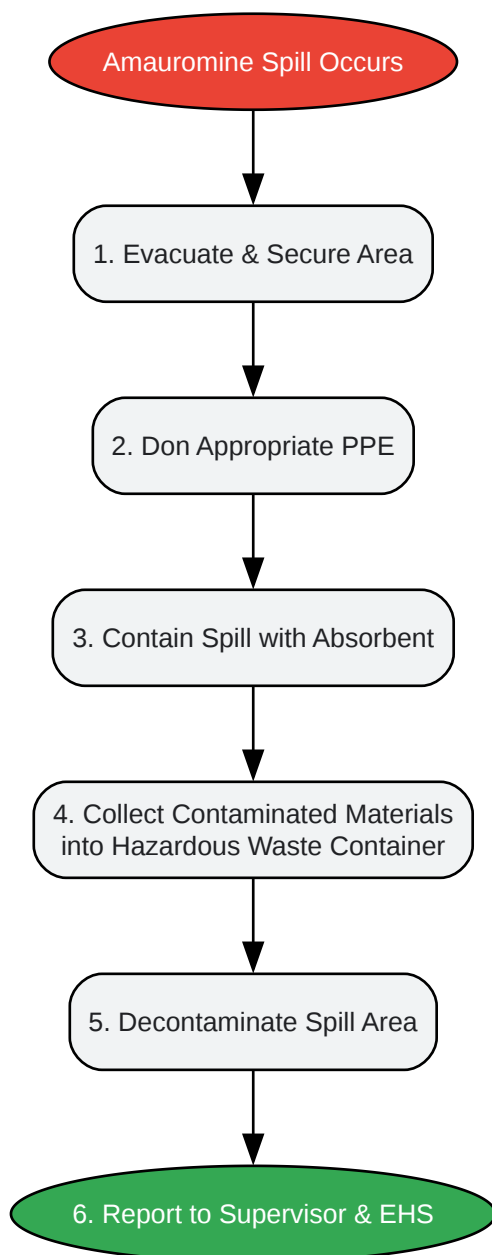 Amauromine Spill Occurs
1. Evacuate & Secure Area
2. Don Appropriate PPE
3. Contain Spill with Absorbent
4. Collect Contaminated Materials
into Hazardous Waste Container
5. Decontaminate Spill Area
6. Report to Supervisor & EHS